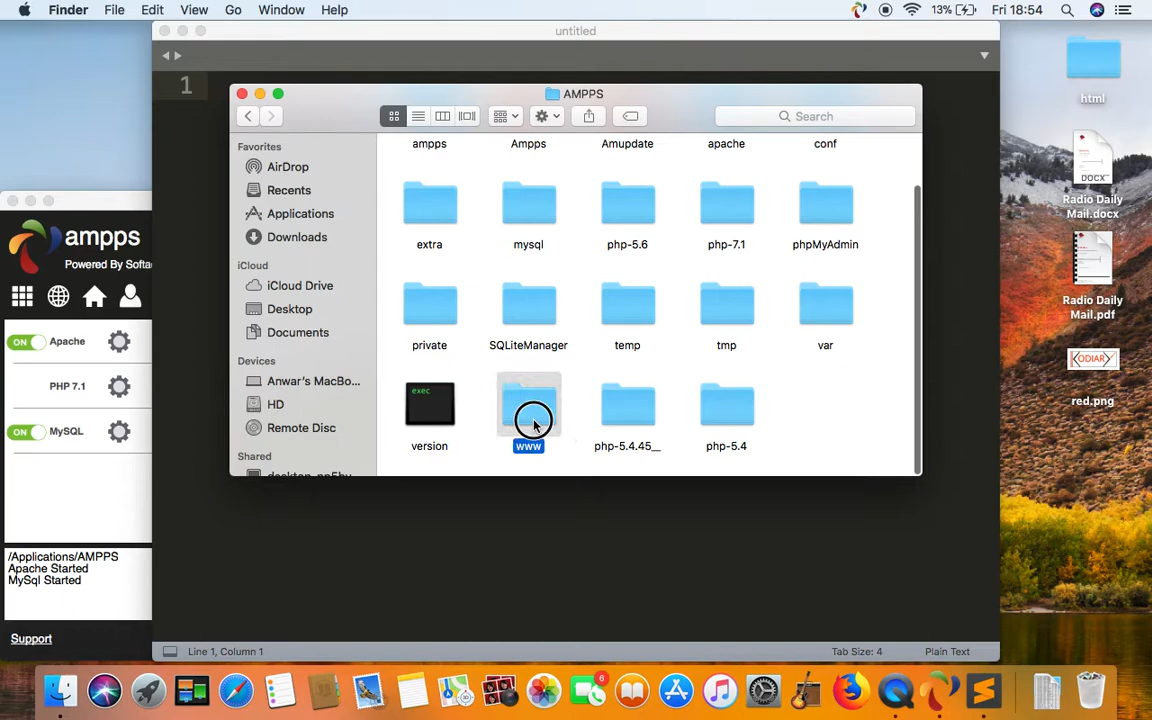 Finder File Edit View Go Window Help 13% Fri 18:54
untitled
1
AMPPS
Search
Favorites
AirDrop
Recents
Applications
Downloads
iCloud
iCloud Drive
Desktop
Documents
Devices
Anwar's MacBo...
HD
Remote Disc
Shared
ampps Ampps Amupdate apache conf
extra mysql php-5.6 php-7.1 phpMyAdmin
private SQLiteManager temp tmp var
exec
version www php-5.4.45__ php-5.4
ampps
Powered By Softa
ON Apache
PHP 7.1
ON MySQL
/Applications/AMPPS
Apache Started
MySql Started
Support
Line 1, Column 1 Tab Size: 4 Plain Text
html
DOCX
Radio Daily
Mail.docx
Radio Daily
Mail.pdf
ODIAR
red.png
6